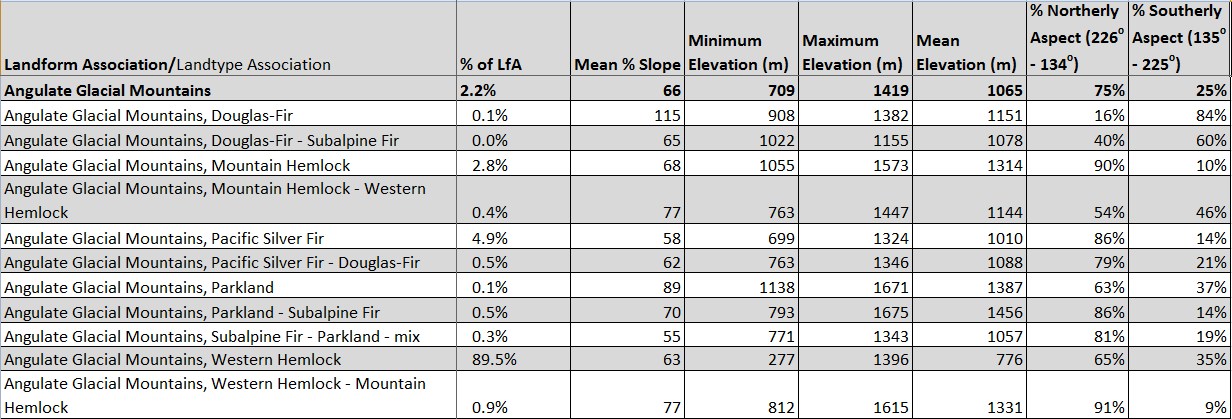 Landform Association/Landtype Association % of LfA Mean % Slope Minimum Elevation (m) Maximum Elevation (m) Mean Elevation (m) % Northerly Aspect (226° - 134°) % Southerly Aspect (135° - 225°)
Angulate Glacial Mountains 2.2% 66 709 1419 1065 75% 25%
Angulate Glacial Mountains, Douglas-Fir 0.1% 115 908 1382 1151 16% 84%
Angulate Glacial Mountains, Douglas-Fir - Subalpine Fir 0.0% 65 1022 1155 1078 40% 60%
Angulate Glacial Mountains, Mountain Hemlock 2.8% 68 1055 1573 1314 90% 10%
Angulate Glacial Mountains, Mountain Hemlock - Western
Hemlock 0.4% 77 763 1447 1144 54% 46%
Angulate Glacial Mountains, Pacific Silver Fir 4.9% 58 699 1324 1010 86% 14%
Angulate Glacial Mountains, Pacific Silver Fir - Douglas-Fir 0.5% 62 763 1346 1088 79% 21%
Angulate Glacial Mountains, Parkland 0.1% 89 1138 1671 1387 63% 37%
Angulate Glacial Mountains, Parkland - Subalpine Fir 0.5% 70 793 1675 1456 86% 14%
Angulate Glacial Mountains, Subalpine Fir - Parkland - mix 0.3% 55 771 1343 1057 81% 19%
Angulate Glacial Mountains, Western Hemlock 89.5% 63 277 1396 776 65% 35%
Angulate Glacial Mountains, Western Hemlock - Mountain
Hemlock 0.9% 77 812 1615 1331 91% 9%